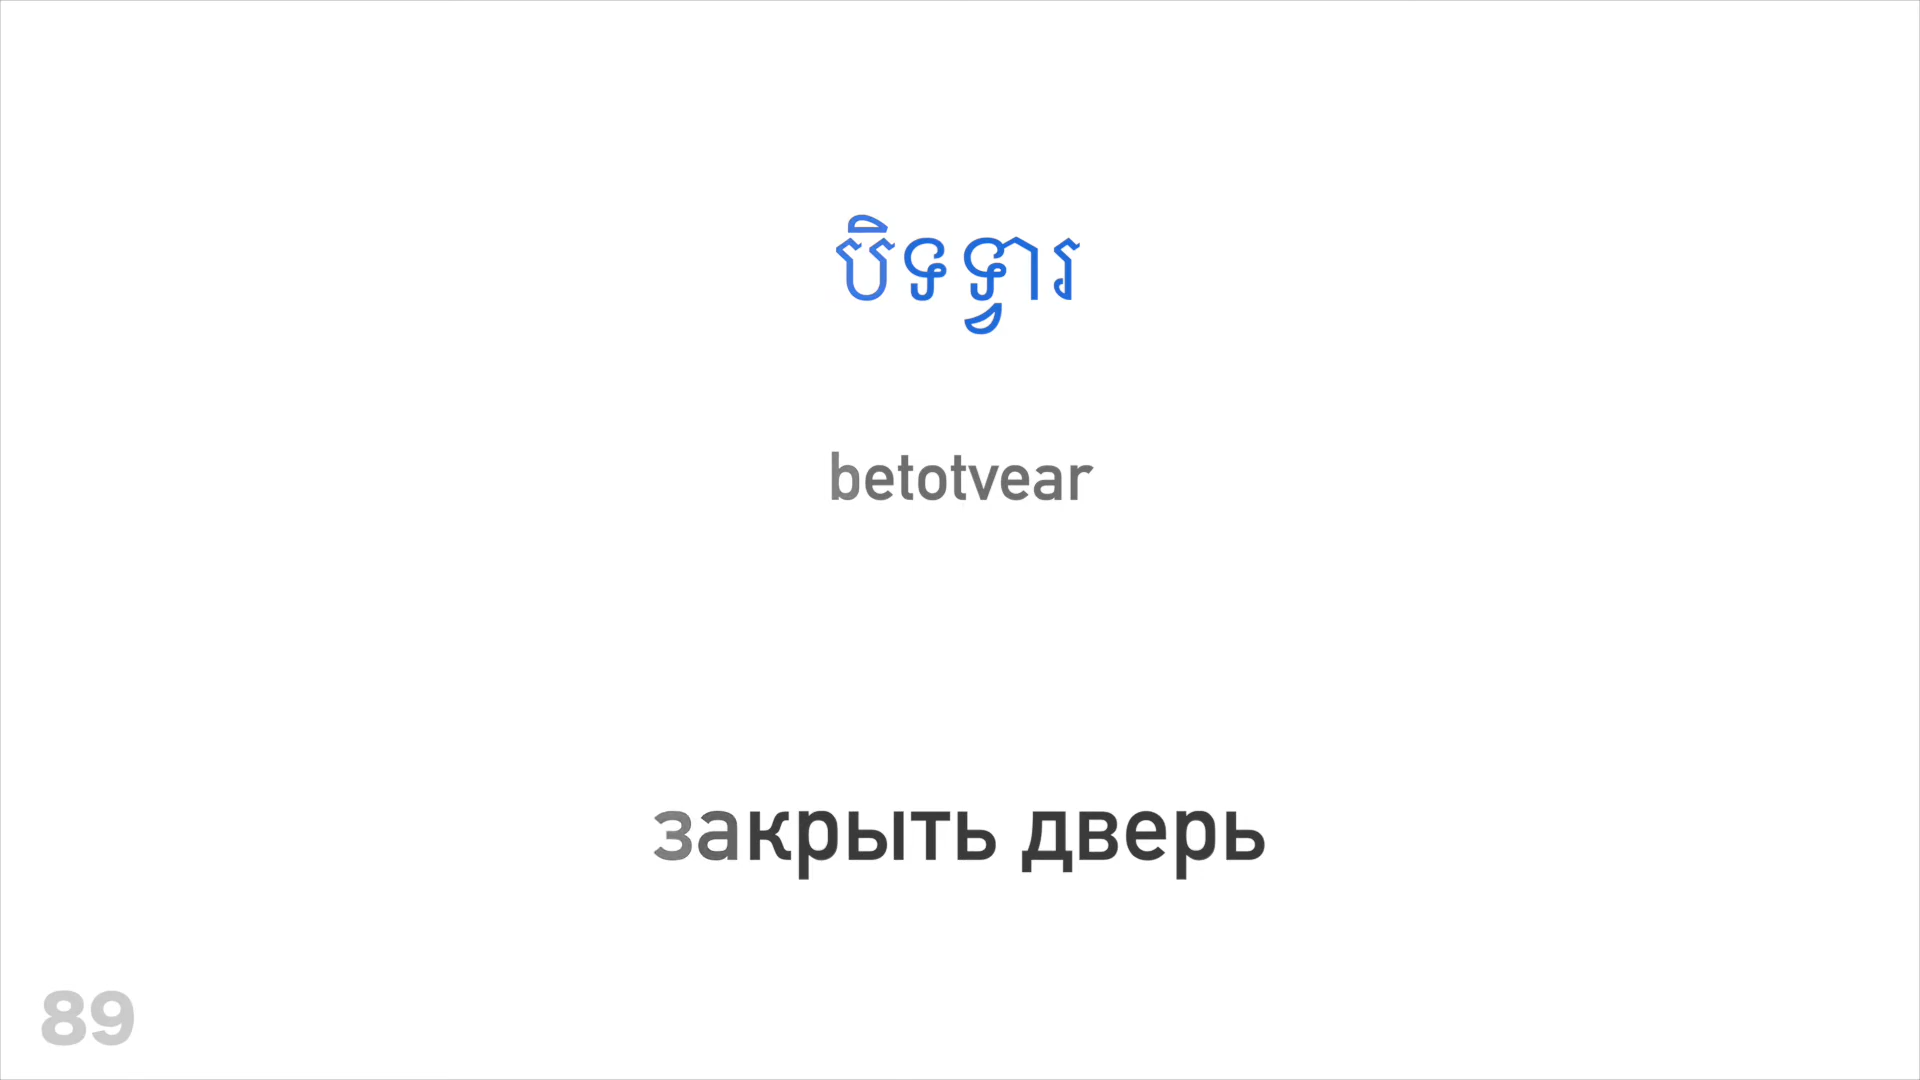 បិទទ្វារ
betotvear
закрыть дверь
89